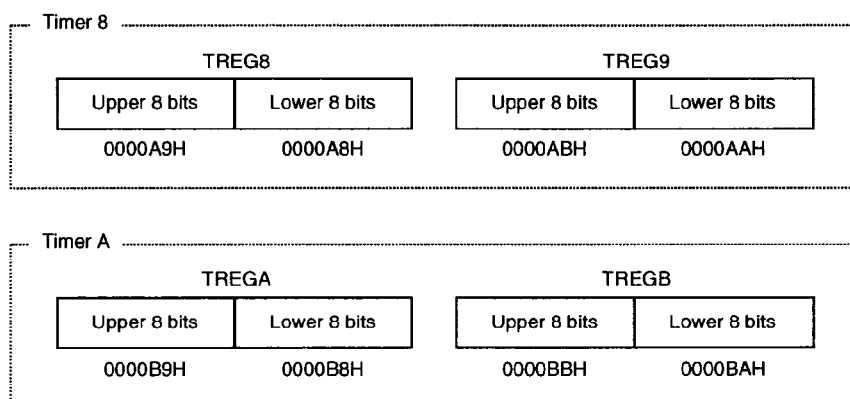 Timer 8
TREG8 TREG9
Upper 8 bits Lower 8 bits Upper 8 bits Lower 8 bits
0000A9H 0000A8H 0000ABH 0000AAH
Timer A
TREGA TREGB
Upper 8 bits Lower 8 bits Upper 8 bits Lower 8 bits
0000B9H 0000B8H 0000BBH 0000BAH